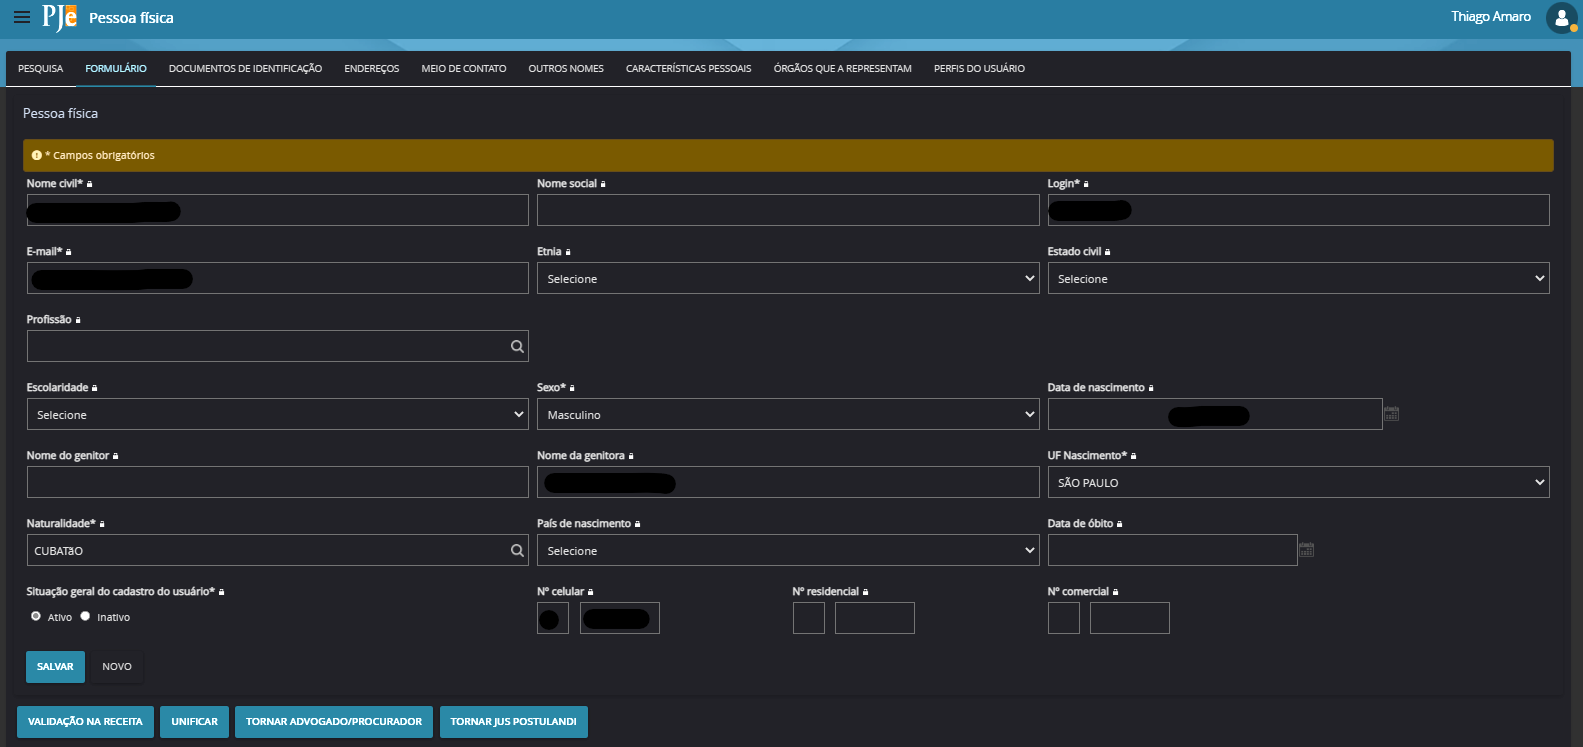 PJe Pessoa física Thiago Amaro
PESQUISA FORMULÁRIO DOCUMENTOS DE IDENTIFICAÇÃO ENDEREÇOS MEIO DE CONTATO OUTROS NOMES CARACTERÍSTICAS PESSOAIS ÓRGÃOS QUE A REPRESENTAM PERFIS DO USUÁRIO
Pessoa física
* Campos obrigatórios
Nome civil* Nome social Login*
E-mail* Etnia Estado civil
Selecione Selecione
Profissão
Escolaridade Sexo* Data de nascimento
Selecione Masculino
Nome do genitor Nome da genitora UF Nascimento*
SÃO PAULO
Naturalidade* País de nascimento Data de óbito
CUBATãO Selecione
Situação geral do cadastro do usuário* Nº celular Nº residencial Nº comercial
Ativo Inativo
SALVAR NOVO
VALIDAÇÃO NA RECEITA UNIFICAR TORNAR ADVOGADO/PROCURADOR TORNAR JUS POSTULANDI